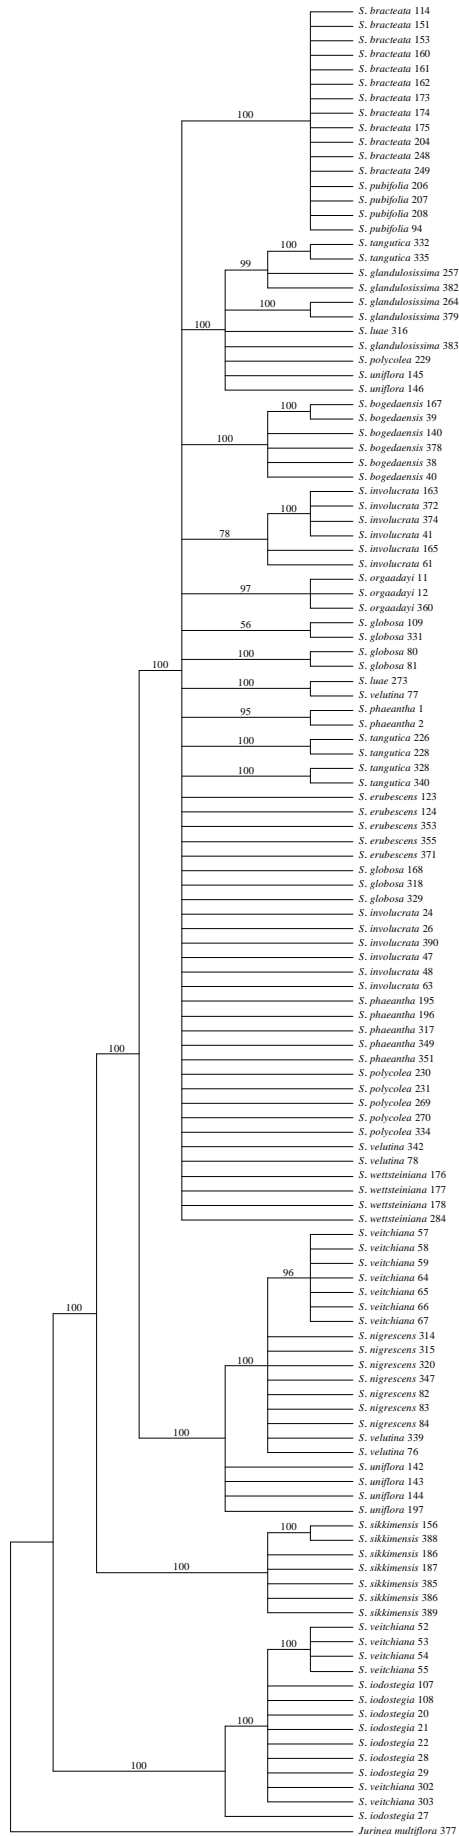 S. bracteata 114
S. bracteata 151
S. bracteata 153
S. bracteata 160
S. bracteata 161
S. bracteata 162
S. bracteata 173
S. bracteata 174
100
S. bracteata 175
S. bracteata 204
S. bracteata 248
S. bracteata 249
S. pubifolia 206
S. pubifolia 207
S. pubifolia 208
S. pubifolia 94
100
S. tangutica 332
S. tangutica 335
99
S. glandulosissima 257
S. glandulosissima 382
100
S. glandulosissima 264
S. glandulosissima 379
100
S. luae 316
S. glandulosissima 383
S. polycolea 229
S. uniflora 145
S. uniflora 146
100
S. bogedaensis 167
S. bogedaensis 39
S. bogedaensis 140
100
S. bogedaensis 378
S. bogedaensis 38
S. bogedaensis 40
S. involucrata 163
100
S. involucrata 372
S. involucrata 374
78
S. involucrata 41
S. involucrata 165
S. involucrata 61
S. orgaadayi 11
97
S. orgaadayi 12
S. orgaadayi 360
56
S. globosa 109
S. globosa 331
100
S. globosa 80
S. globosa 81
100
100
S. luae 273
S. velutina 77
95
S. phaeantha 1
S. phaeantha 2
100
S. tangutica 226
S. tangutica 228
100
S. tangutica 328
S. tangutica 340
S. erubescens 123
S. erubescens 124
S. erubescens 353
S. erubescens 355
S. erubescens 371
S. globosa 168
S. globosa 318
S. globosa 329
S. involucrata 24
S. involucrata 26
S. involucrata 390
S. involucrata 47
S. involucrata 48
S. involucrata 63
S. phaeantha 195
S. phaeantha 196
S. phaeantha 317
100
S. phaeantha 349
S. phaeantha 351
S. polycolea 230
S. polycolea 231
S. polycolea 269
S. polycolea 270
S. polycolea 334
S. velutina 342
S. velutina 78
S. wettsteiniana 176
S. wettsteiniana 177
S. wettsteiniana 178
S. wettsteiniana 284
S. veitchiana 57
S. veitchiana 58
S. veitchiana 59
96
S. veitchiana 64
S. veitchiana 65
100
S. veitchiana 66
S. veitchiana 67
S. nigrescens 314
S. nigrescens 315
100
S. nigrescens 320
S. nigrescens 347
S. nigrescens 82
S. nigrescens 83
S. nigrescens 84
100
S. velutina 339
S. velutina 76
S. uniflora 142
S. uniflora 143
S. uniflora 144
S. uniflora 197
100
S. sikkimensis 156
S. sikkimensis 388
S. sikkimensis 186
100
S. sikkimensis 187
S. sikkimensis 385
S. sikkimensis 386
S. sikkimensis 389
S. veitchiana 52
100
S. veitchiana 53
S. veitchiana 54
S. veitchiana 55
S. iodostegia 107
S. iodostegia 108
100
S. iodostegia 20
S. iodostegia 21
S. iodostegia 22
100
S. iodostegia 28
S. iodostegia 29
S. veitchiana 302
S. veitchiana 303
S. iodostegia 27
Jurinea multiflora 377